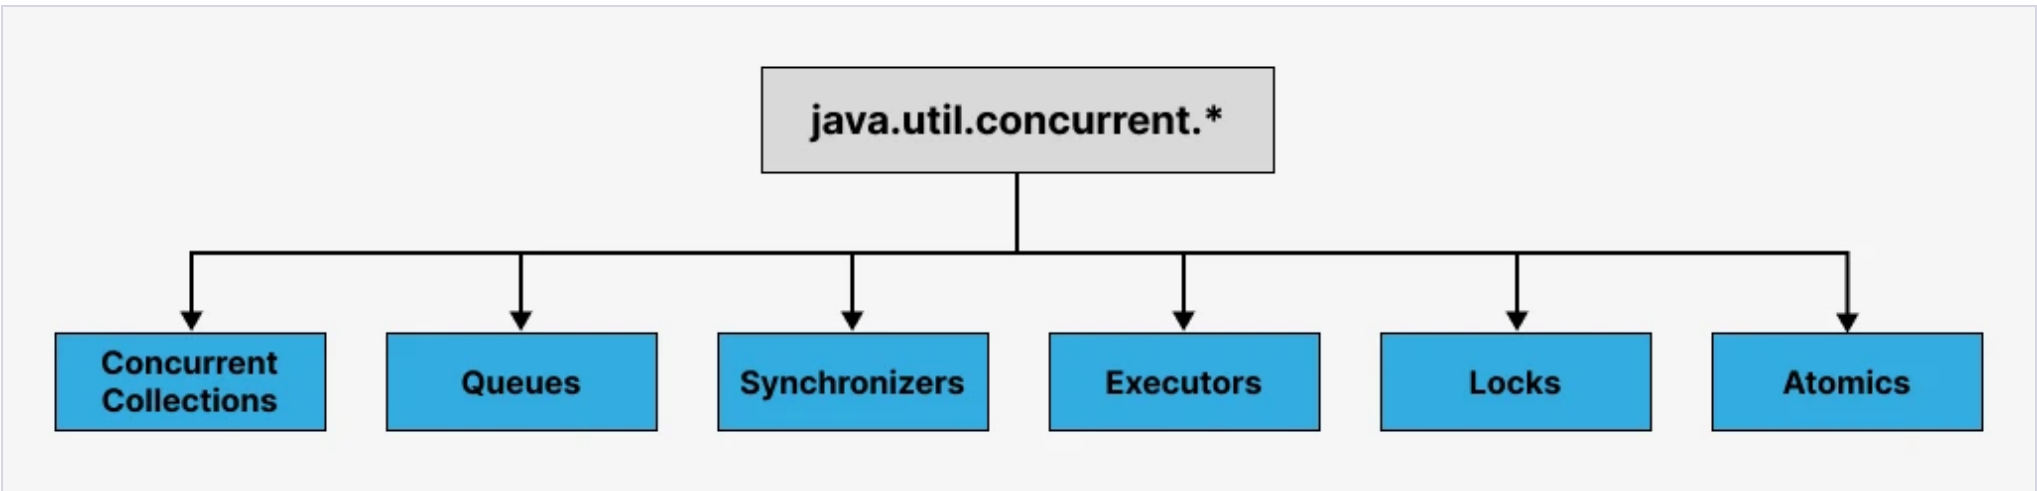 java.util.concurrent.*
Concurrent
Collections
Queues
Synchronizers
Executors
Locks
Atomics